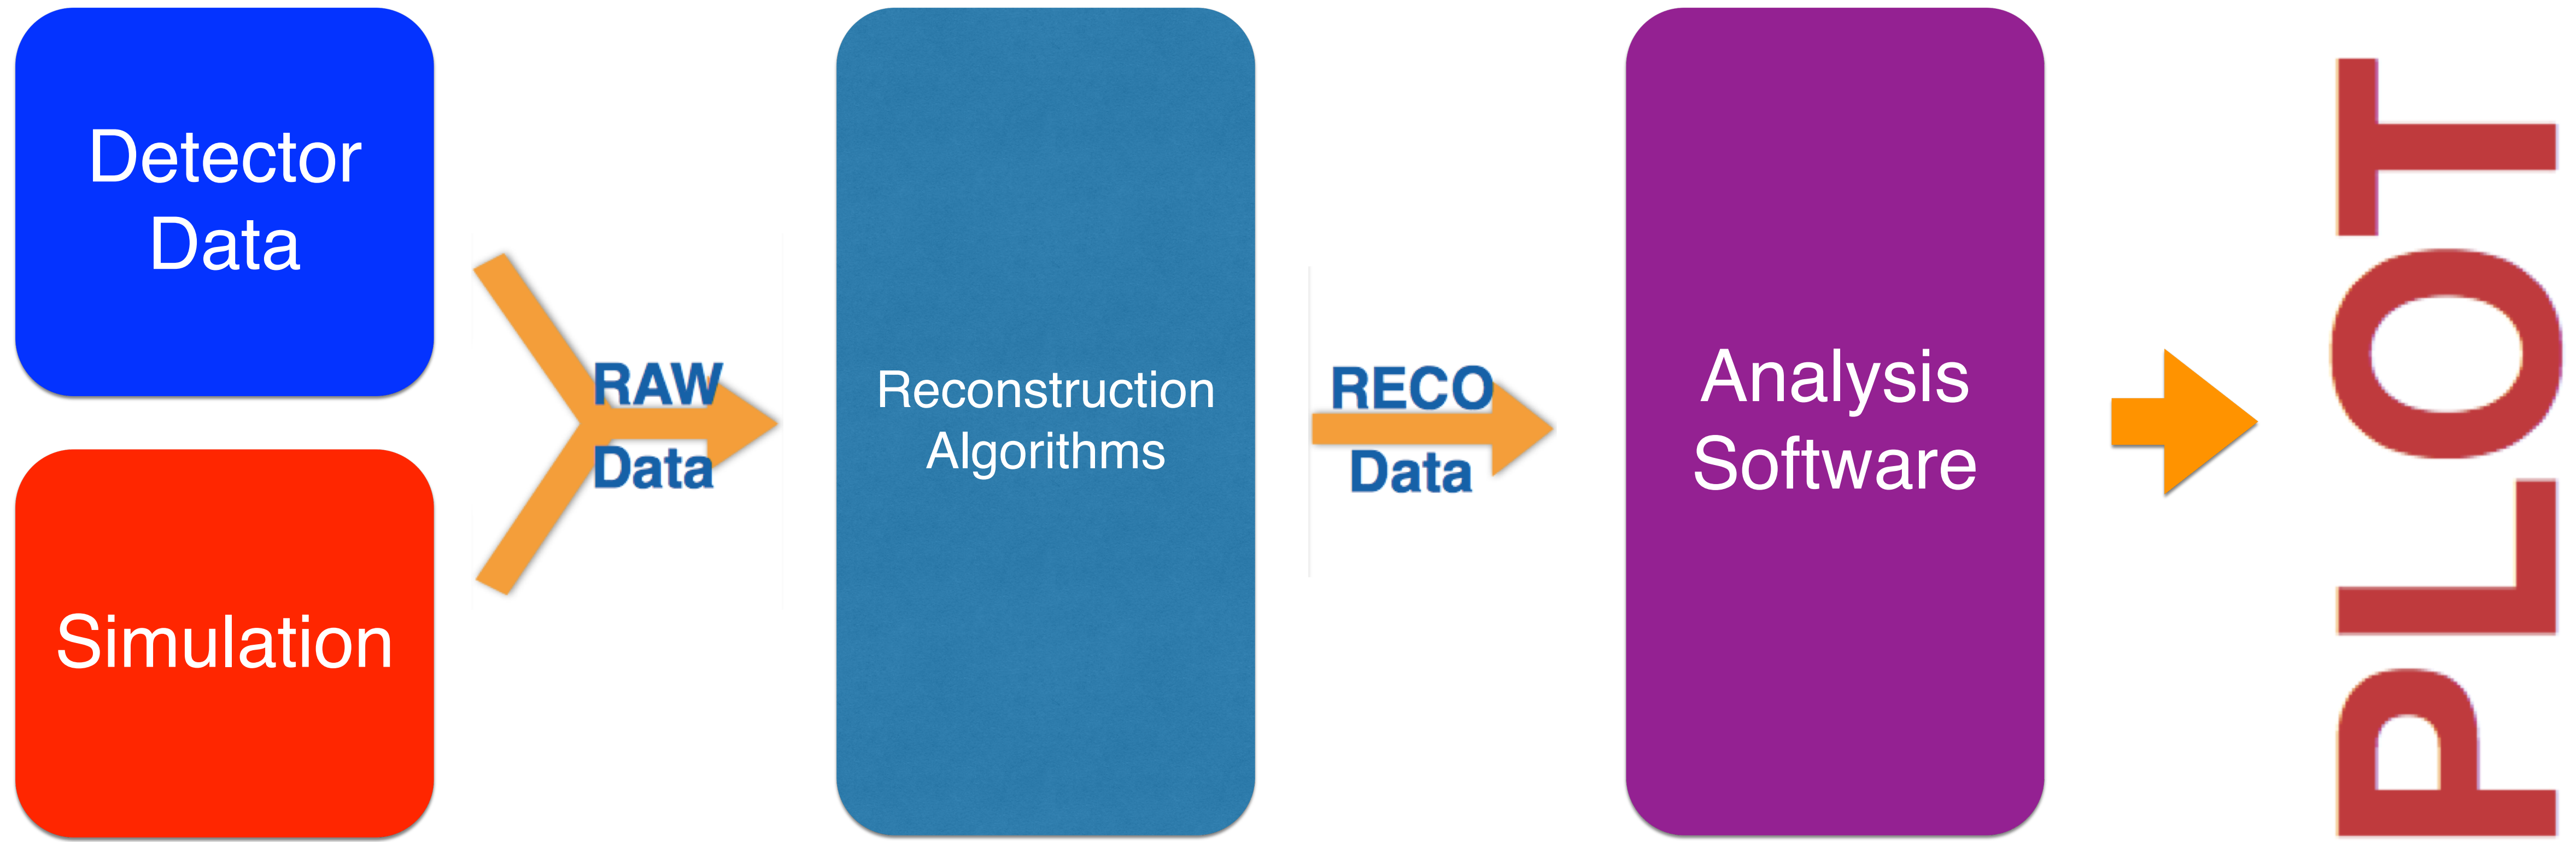 Detector
Data
Simulation
RAW
Data
Reconstruction
Algorithms
RECO
Data
Analysis
Software
PLOT